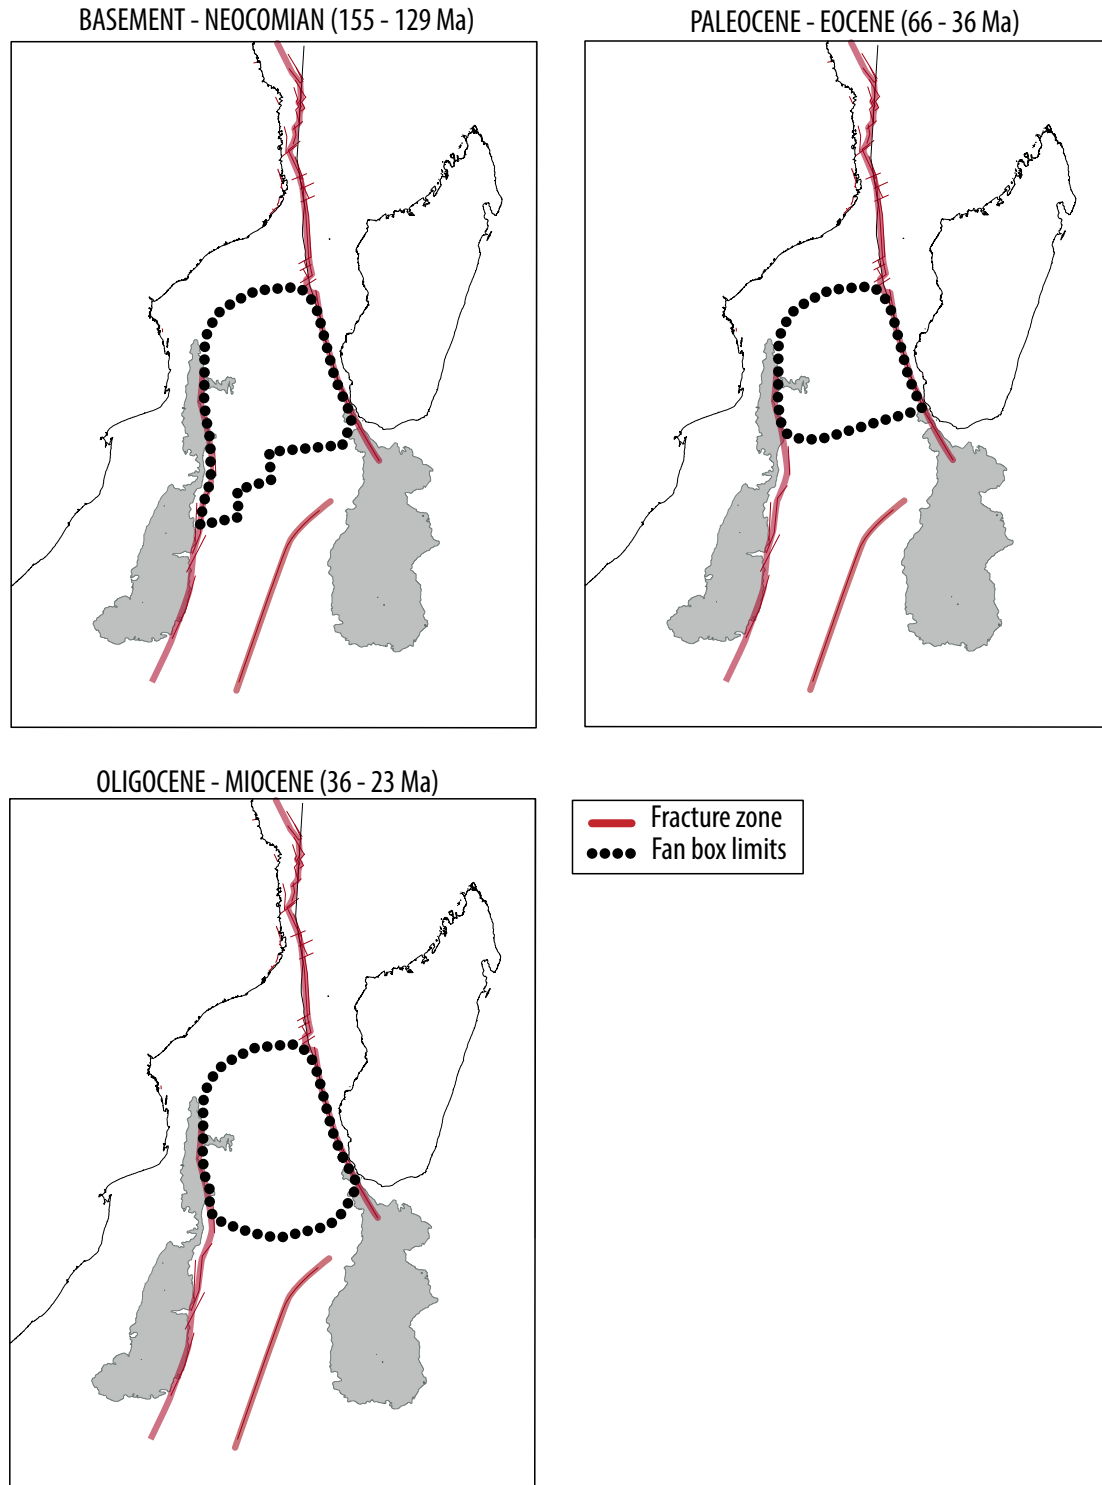 BASEMENT - NEOCOMIAN (155 - 129 Ma)
PALEOCENE - EOCENE (66 - 36 Ma)
OLIGOCENE - MIOCENE (36 - 23 Ma)
Fracture zone
Fan box limits